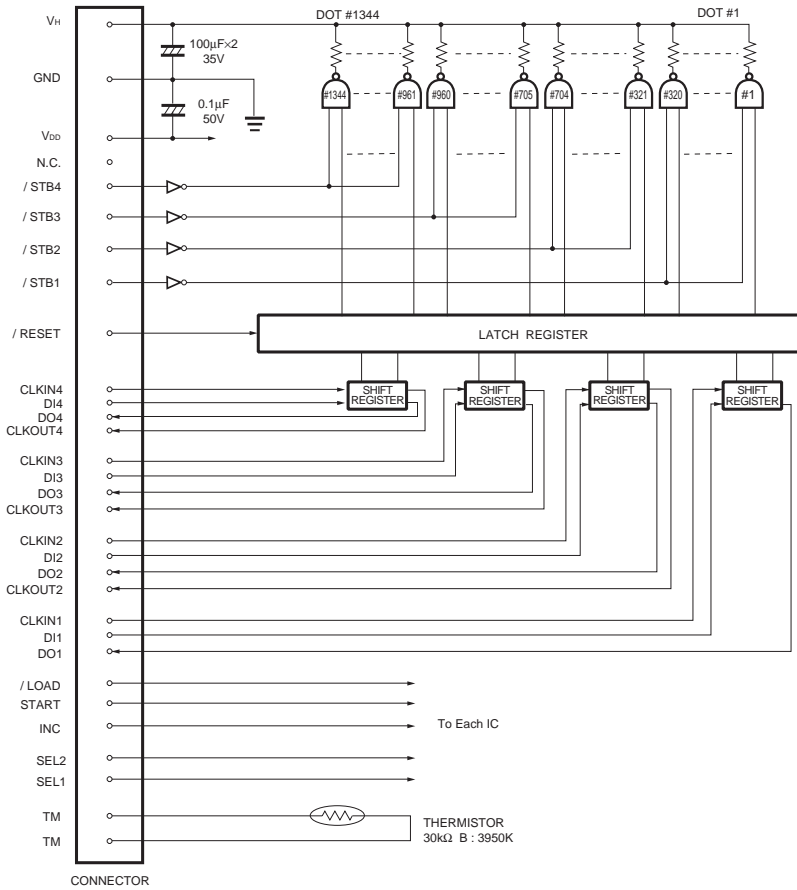 DOT #1344
DOT #1
VH
100μF×2
35V
GND
#1344
#961
#960
#705
#704
#321
#320
#1
0.1μF
50V
VDD
N.C.
/ STB4
/ STB3
/ STB2
/ STB1
/ RESET
LATCH REGISTER
CLKIN4
DI4
DO4
CLKOUT4
SHIFT
REGISTER
SHIFT
REGISTER
SHIFT
REGISTER
SHIFT
REGISTER
CLKIN3
DI3
DO3
CLKOUT3
CLKIN2
DI2
DO2
CLKOUT2
CLKIN1
DI1
DO1
/ LOAD
START
INC
To Each IC
SEL2
SEL1
TM
TM
THERMISTOR
30kΩ B : 3950K
CONNECTOR